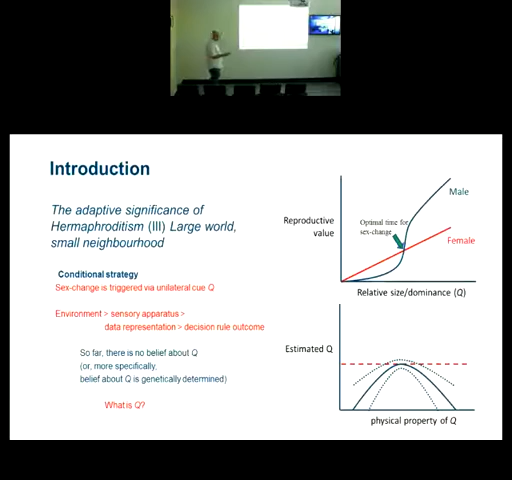 Introduction
The adaptive significance of
Hermaphroditism (III) Large world,
small neighbourhood
Conditional strategy
Sex-change is triggered via unilateral cue Q
Environment > sensory apparatus >
data representation > decision rule outcome
So far, there is no belief about Q
(or, more specifically,
belief about Q is genetically determined)
What is Q?
Reproductive
value
Optimal time for
sex-change
Male
Female
Relative size/dominance (Q)
Estimated Q
physical property of Q